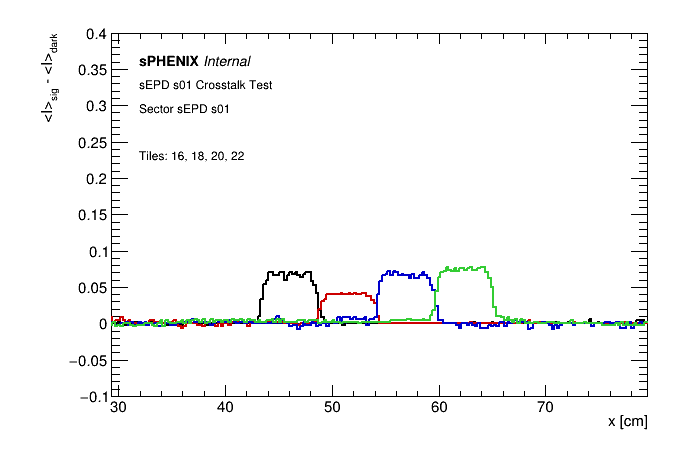 0.4
<I>sig - <I>dark
0.35
sPHENIX Internal
sEPD s01 Crosstalk Test
0.3
Sector sEPD s01
0.25
Tiles: 16, 18, 20, 22
0.2
0.15
0.1
0.05
0
−0.05
−0.1
30 40 50 60 70
x [cm]